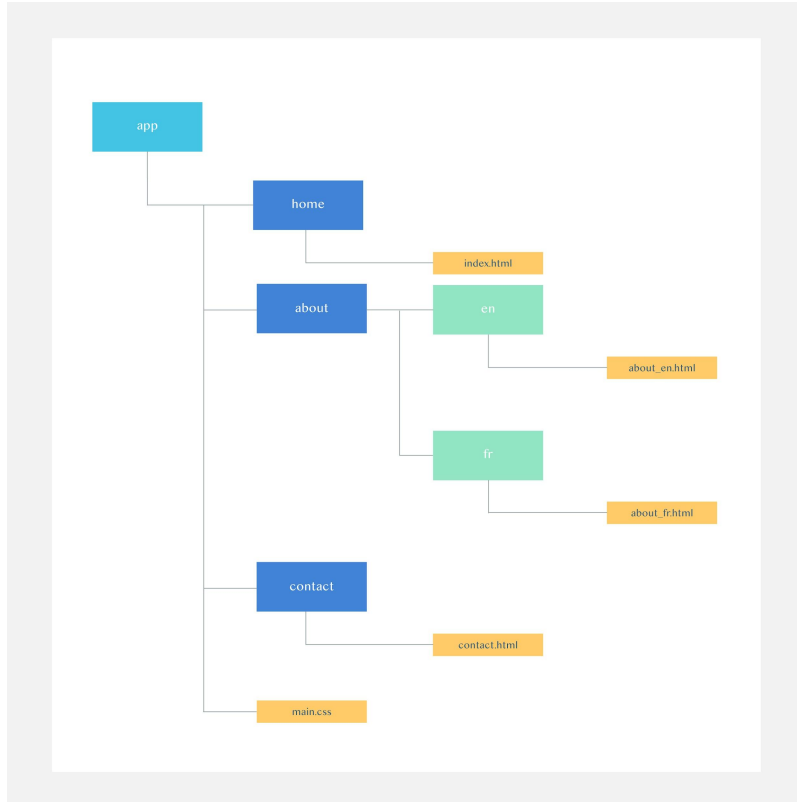 app
home
index.html
about
en
about_en.html
fr
about_fr.html
contact
contact.html
main.css